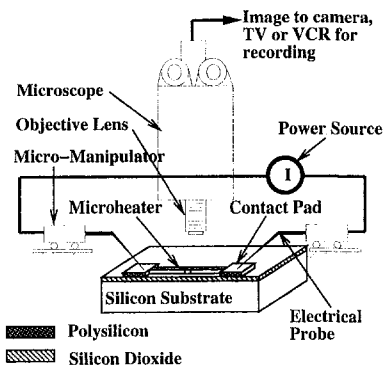 Image to camera,
TV or VCR for
recording
Microscope
Objective Lens
Micro-Manipulator
Power Source
I
Microheater
Contact Pad
Silicon Substrate
Electrical
Probe
Polysilicon
Silicon Dioxide